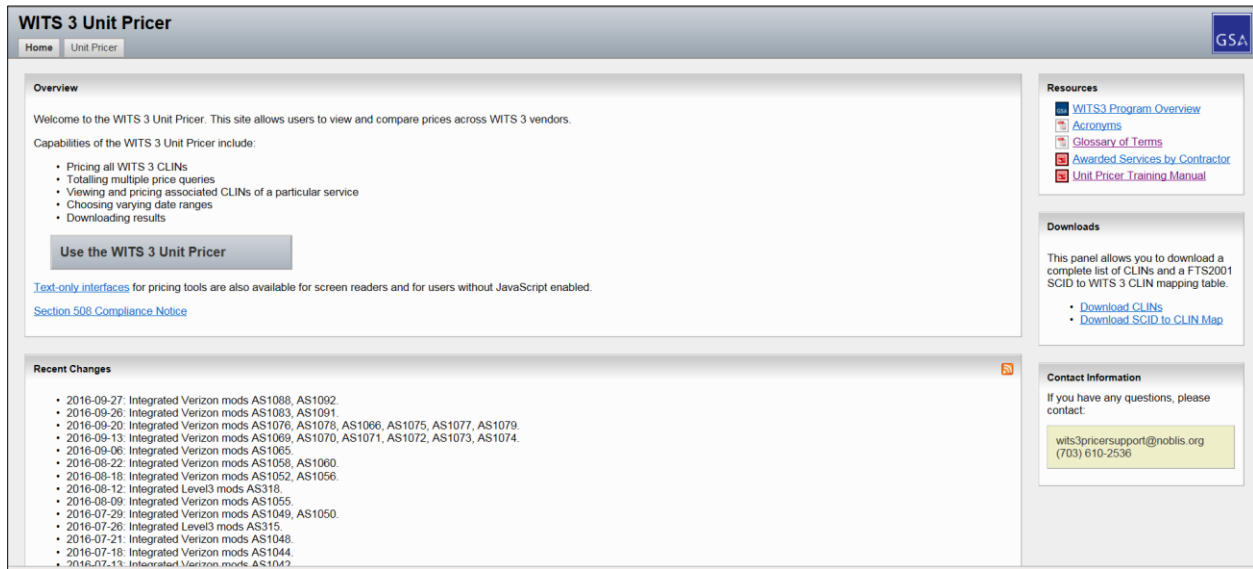 WITS 3 Unit Pricer
Home
Unit Pricer
GSA
Overview
Welcome to the WITS 3 Unit Pricer. This site allows users to view and compare prices across WITS 3 vendors.
Capabilities of the WITS 3 Unit Pricer include:
• Pricing all WITS 3 CLINs
• Totalling multiple price queries
• Viewing and pricing associated CLINs of a particular service
• Choosing varying date ranges
• Downloading results
Use the WITS 3 Unit Pricer
Text-only interfaces for pricing tools are also available for screen readers and for users without JavaScript enabled.
Section 508 Compliance Notice
Recent Changes
• 2016-09-27: Integrated Verizon mods AS1088, AS1092.
• 2016-09-26: Integrated Verizon mods AS1083, AS1091.
• 2016-09-20: Integrated Verizon mods AS1076, AS1078, AS1066, AS1075, AS1077, AS1079.
• 2016-09-13: Integrated Verizon mods AS1069, AS1070, AS1071, AS1072, AS1073, AS1074.
• 2016-09-06: Integrated Verizon mods AS1065.
• 2016-08-22: Integrated Verizon mods AS1058, AS1060.
• 2016-08-18: Integrated Verizon mods AS1052, AS1056.
• 2016-08-12: Integrated Level3 mods AS318.
• 2016-08-09: Integrated Verizon mods AS1055.
• 2016-07-29: Integrated Verizon mods AS1049, AS1050.
• 2016-07-26: Integrated Level3 mods AS315.
• 2016-07-21: Integrated Verizon mods AS1048.
• 2016-07-18: Integrated Verizon mods AS1044.
• 2016-07-13: Integrated Verizon mods AS1042
Resources
WITS3 Program Overview
Acronyms
Glossary of Terms
Awarded Services by Contractor
Unit Pricer Training Manual
Downloads
This panel allows you to download a
complete list of CLINs and a FTS2001
SCID to WITS 3 CLIN mapping table.
• Download CLINs
• Download SCID to CLIN Map
Contact Information
If you have any questions, please
contact:
wits3pricersupport@noblis.org
(703) 610-2536